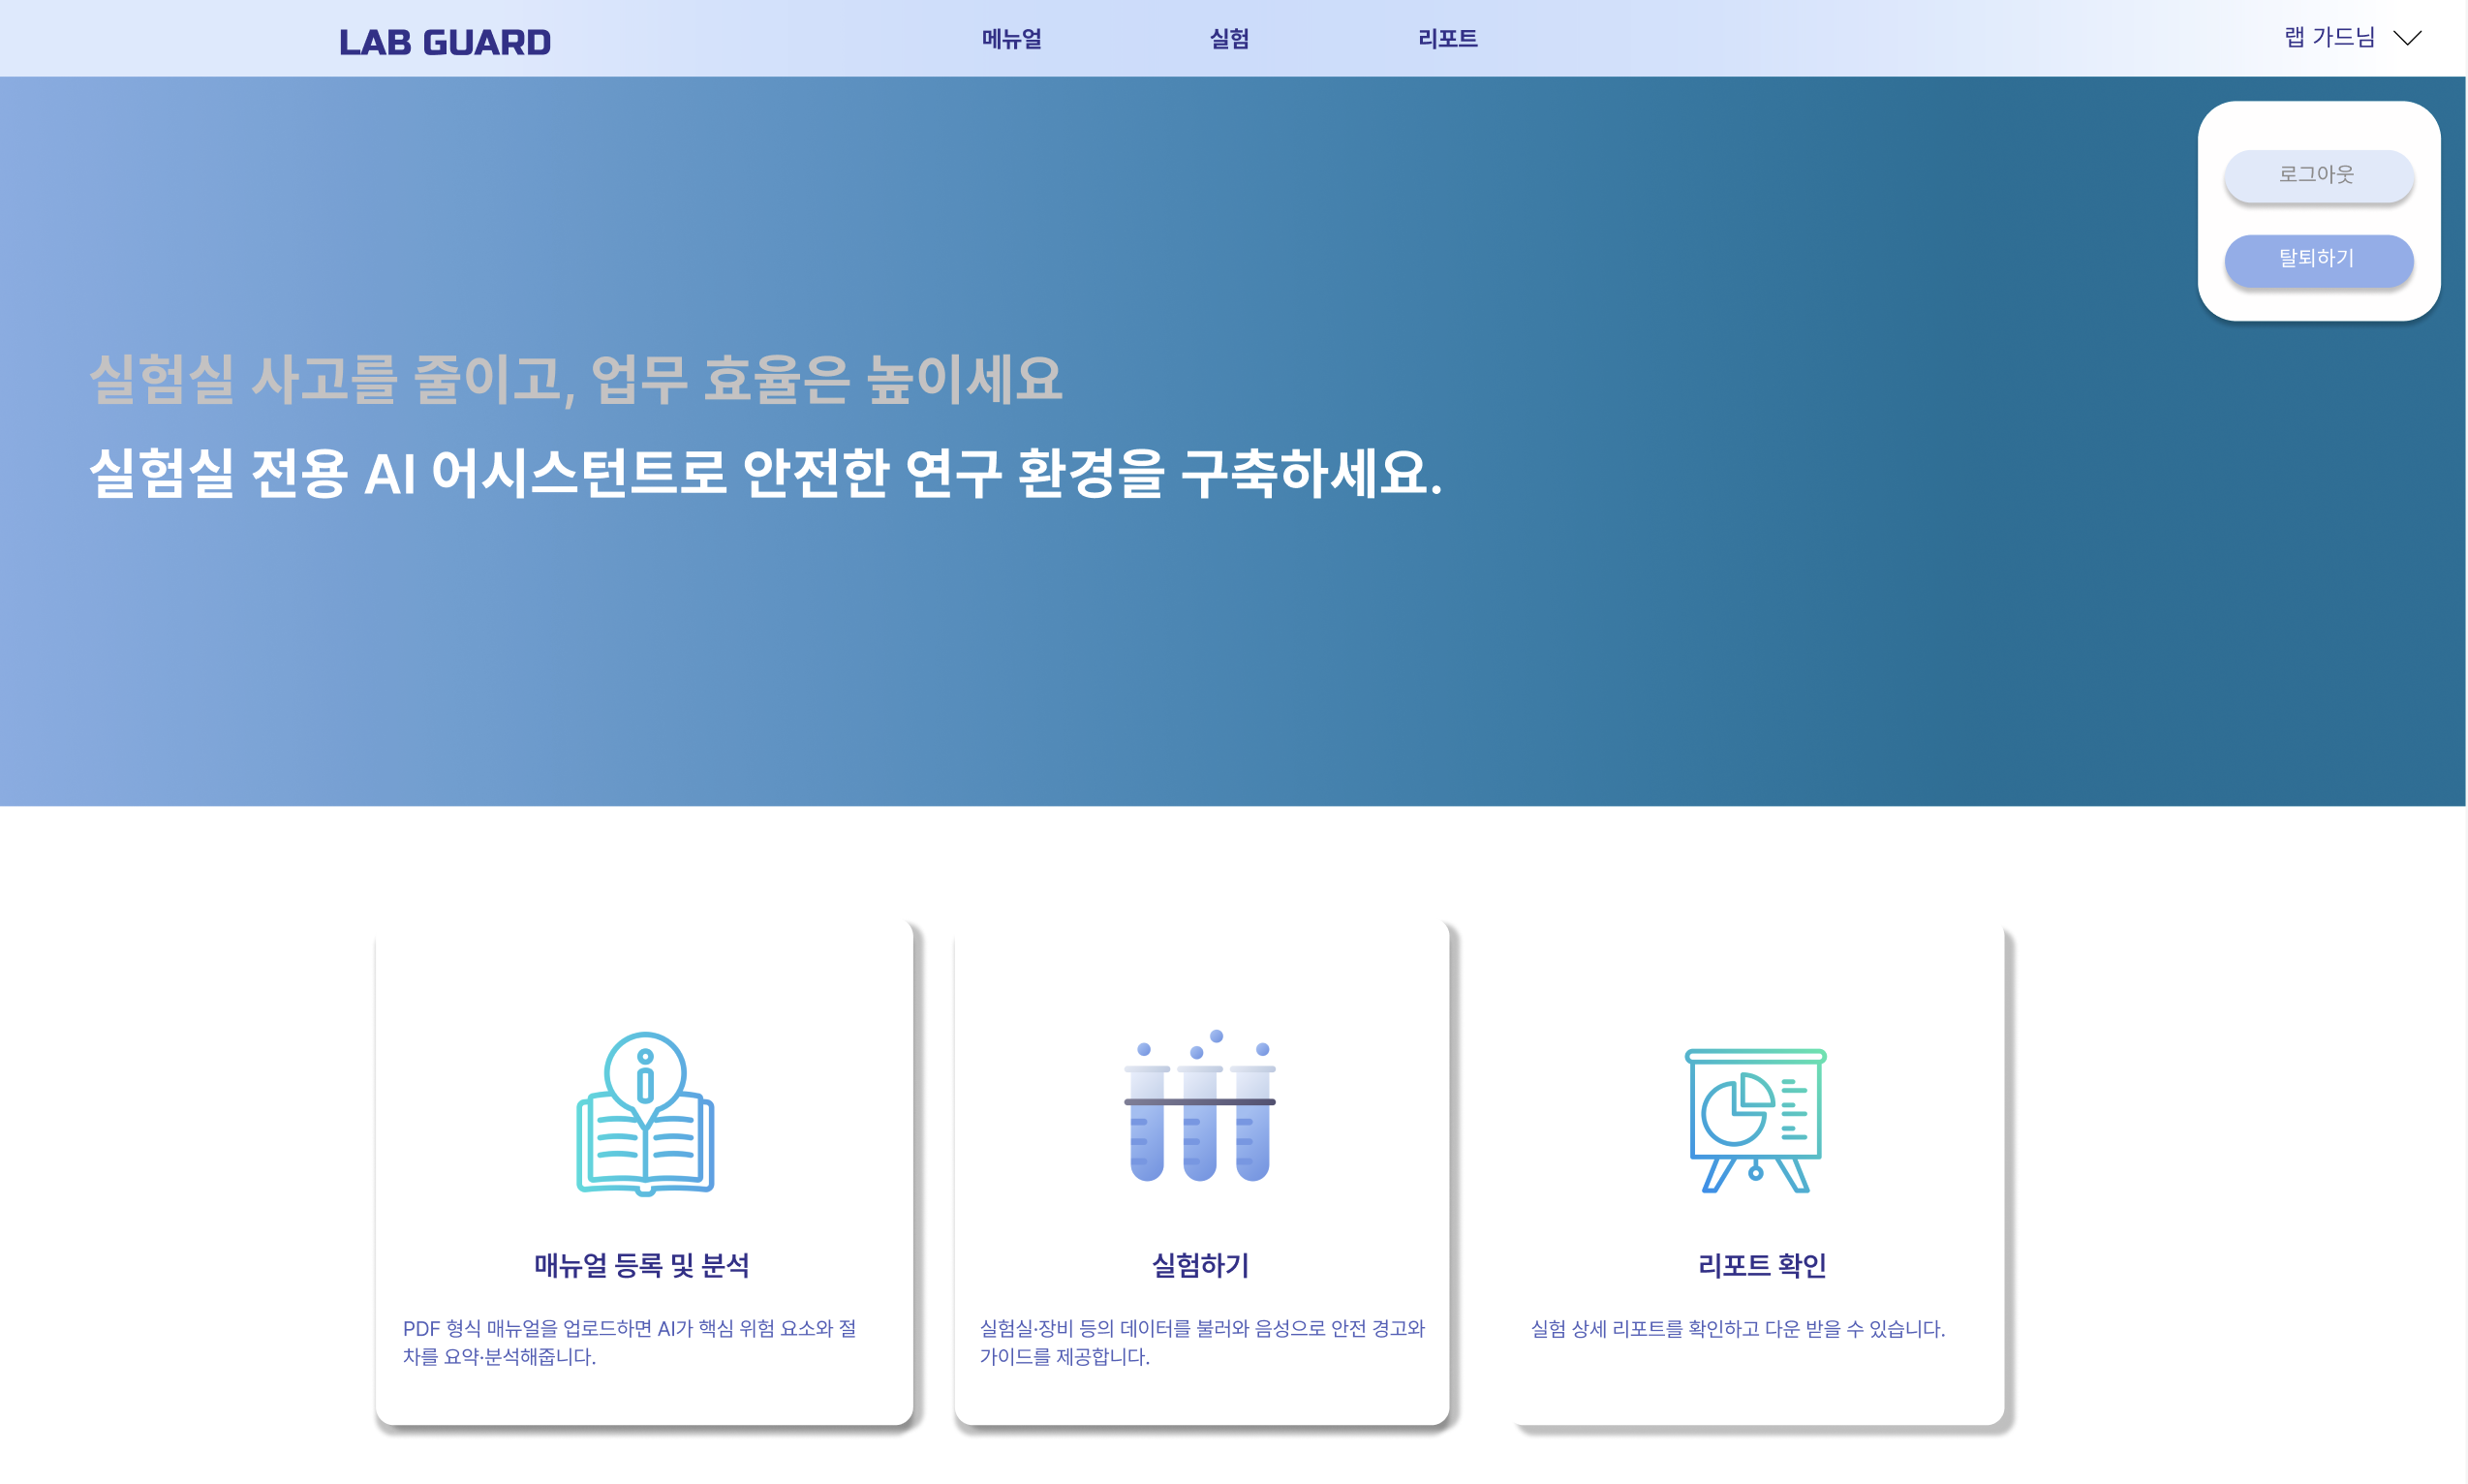 LAB GUARD
매뉴얼
실험
리포트
랩 가드님
로그아웃
탈퇴하기
실험실 사고를 줄이고, 업무 효율은 높이세요
실험실 전용 AI 어시스턴트로 안전한 연구 환경을 구축하세요.
매뉴얼 등록 및 분석
PDF 형식 매뉴얼을 업로드하면 AI가 핵심 위험 요소와 절
차를 요약·분석해줍니다.
실험하기
실험실·장비 등의 데이터를 불러와 음성으로 안전 경고와
가이드를 제공합니다.
리포트 확인
실험 상세 리포트를 확인하고 다운 받을 수 있습니다.